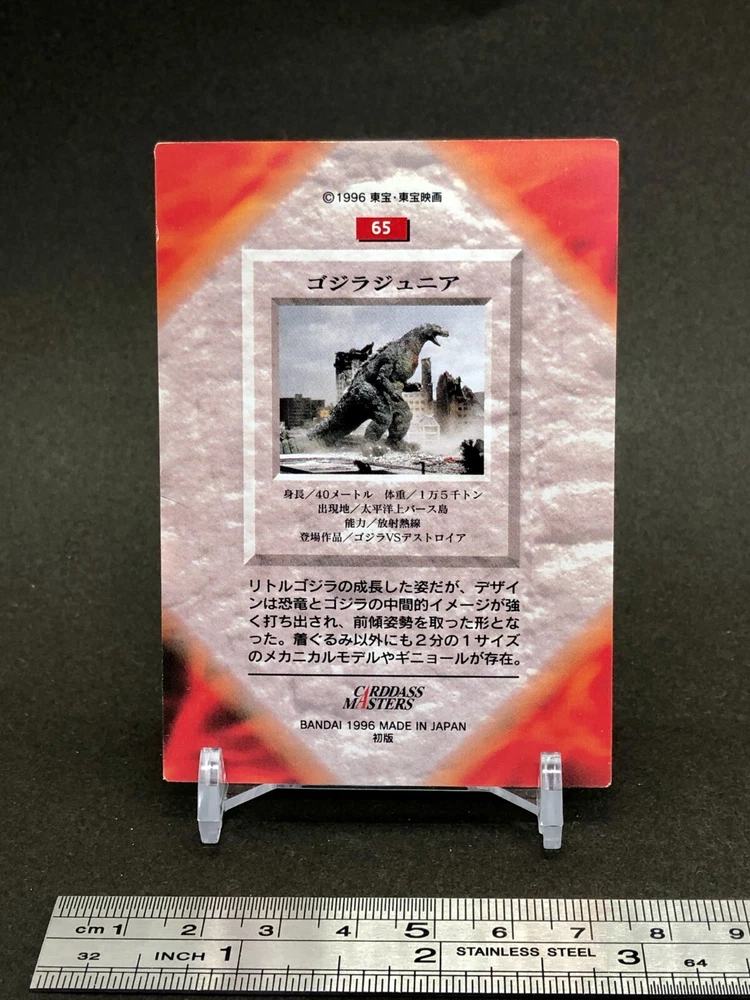 ©1996 東宝・東宝映画
65
ゴジラジュニア
身長／40メートル 体重／1万5千トン
出現地／太平洋上バース島
能力／放射熱線
登場作品／ゴジラVSデストロイア
リトルゴジラの成長した姿だが、デザイ
ンは恐竜とゴジラの中間的イメージが強
く打ち出され、前傾姿勢を取った形とな
った。着ぐるみ以外にも2分の1サイズ
のメカニカルモデルやギニョールが存在。
CARDDASS
MASTERS
BANDAI 1996 MADE IN JAPAN
初版
cm 1 2 3 4 5 6 7 8 9
32 INCH 1 2 STAINLESS STEEL 3 64